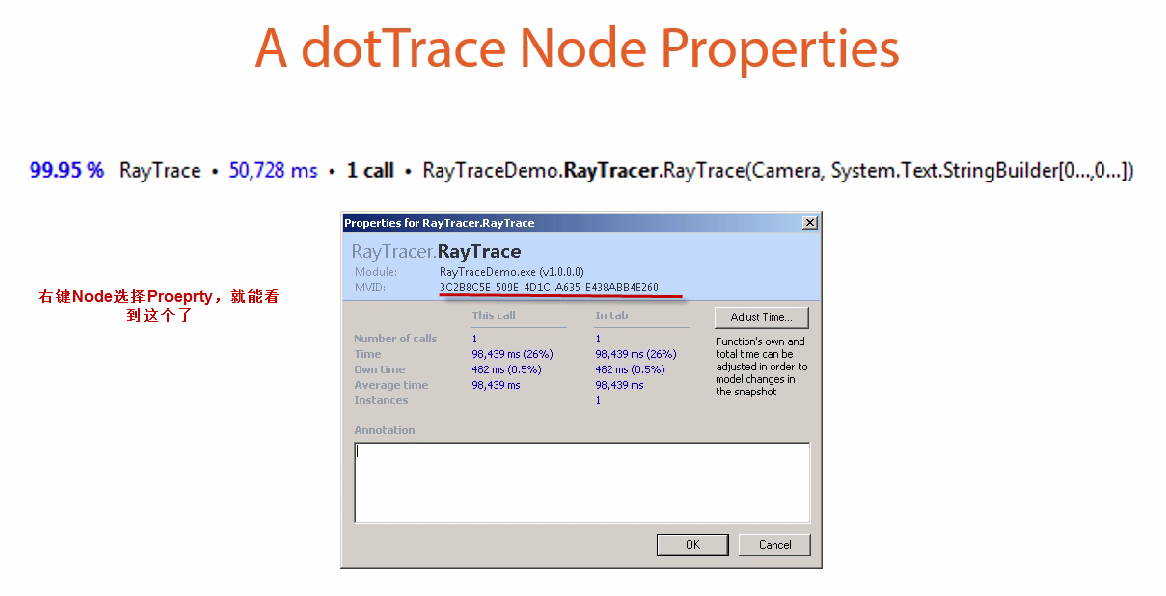 A dotTrace Node Properties
99.95 % RayTrace • 50,728 ms • 1 call • RayTraceDemo.RayTracer.RayTrace(Camera, System.Text.StringBuilder[0...,0...])
右键Node选择Proeprty，就能看
到这个了
Properties for RayTracer.RayTrace
RayTracer.RayTrace
Module: RayTraceDemo.exe (v1.0.0.0)
MVID: 3C2B8C5E-509E-4D1C-A635-E438ABB4E260
This call In tab
Number of calls 1 1
Time 98,439 ms (26%) 98,439 ms (26%)
Own time 482 ms (0.5%) 482 ms (0.5%)
Average time 98,439 ms 98,439 ms
Instances 1
Adjust Time...
Function's own and
total time can be
adjusted in order to
model changes in
the snapshot
Annotation
OK Cancel